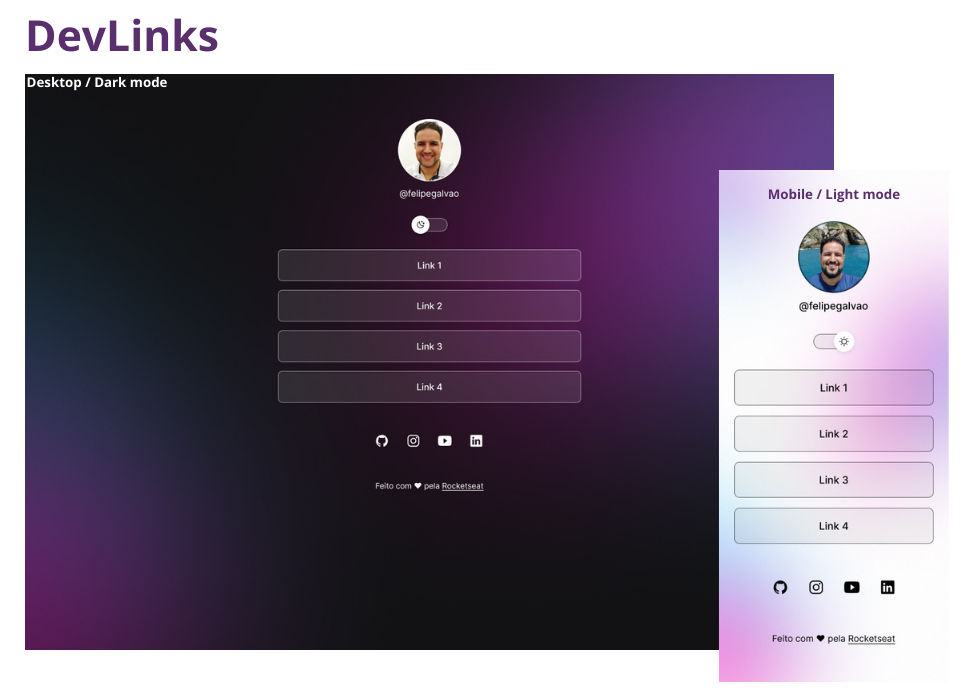 DevLinks
Desktop / Dark mode
@felipegalvao
Link 1
Link 2
Link 3
Link 4
Feito com ♥ pela Rocketseat
Mobile / Light mode
@felipegalvao
Link 1
Link 2
Link 3
Link 4
Feito com ♥ pela Rocketseat